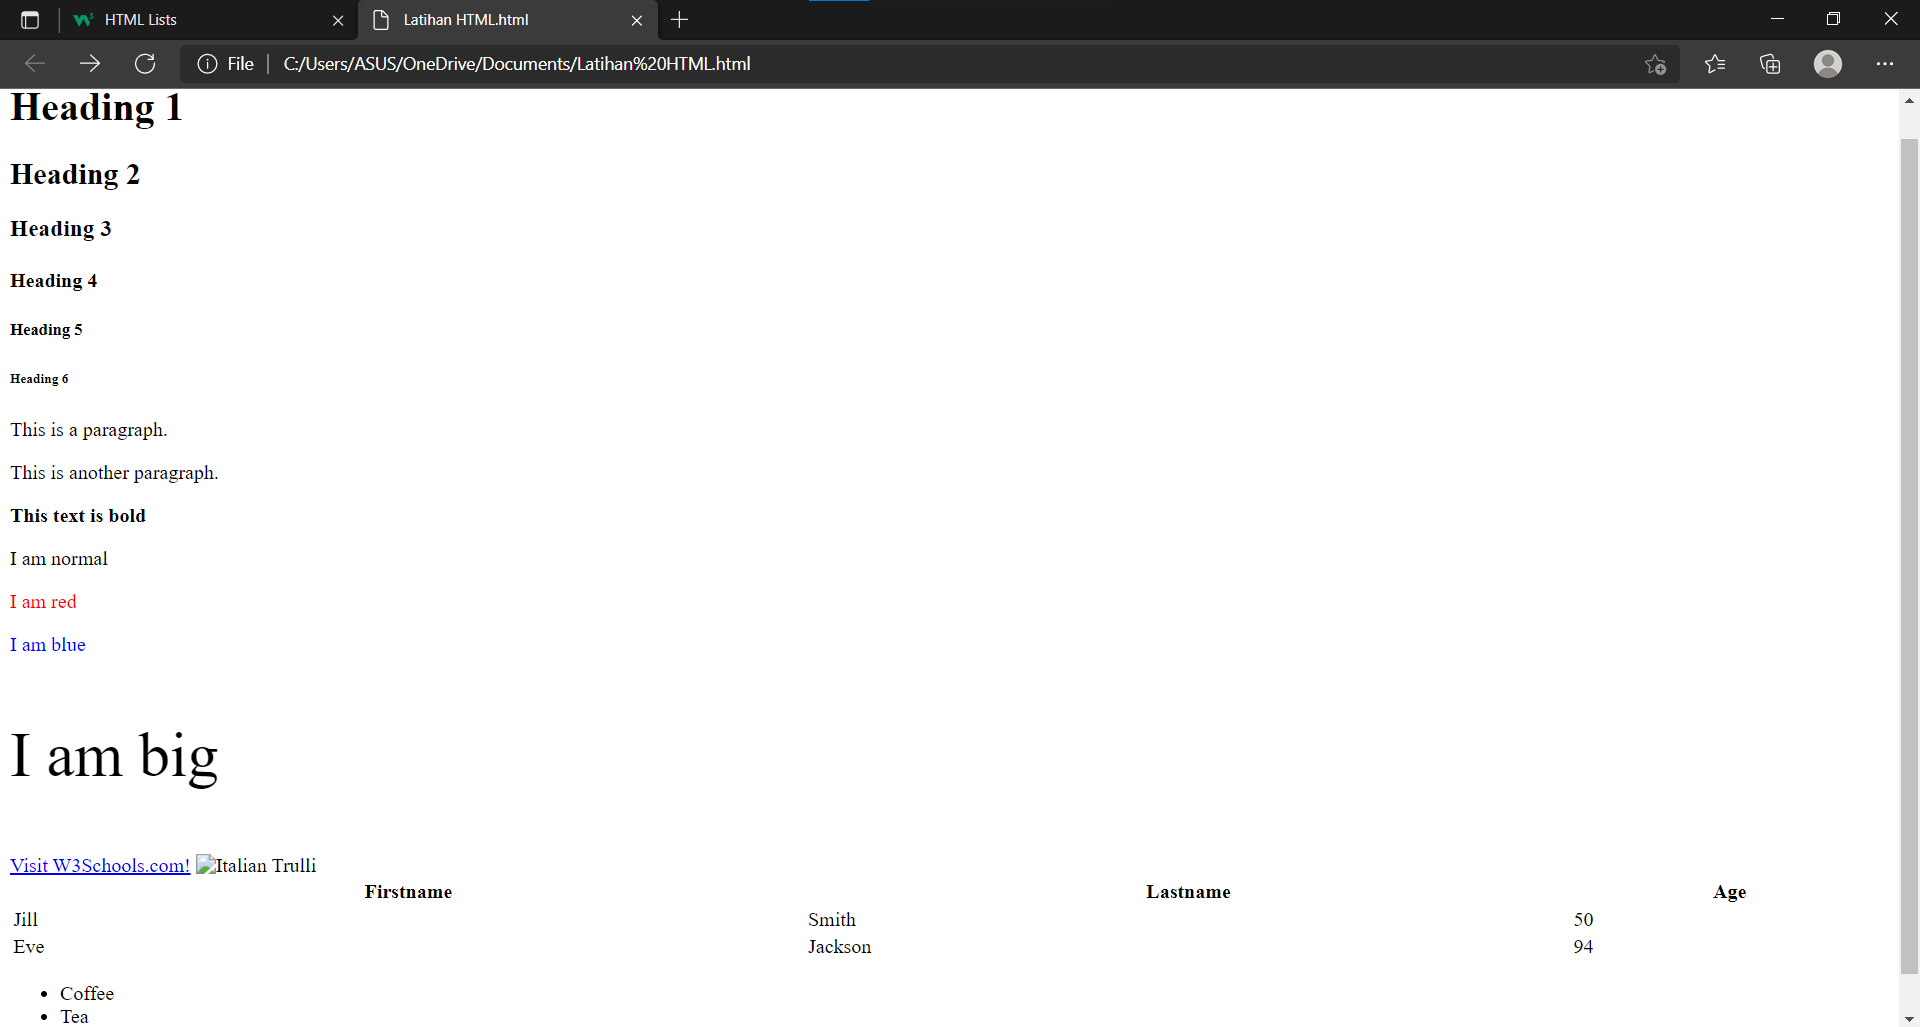 HTML Lists
Latihan HTML.html
File
C:/Users/ASUS/OneDrive/Documents/Latihan%20HTML.html
Heading 1
Heading 2
Heading 3
Heading 4
Heading 5
Heading 6
This is a paragraph.
This is another paragraph.
This text is bold
I am normal
I am red
I am blue
I am big
Visit W3Schools.com! Italian Trulli
Firstname Lastname Age
Jill Smith 50
Eve Jackson 94
Coffee
Tea